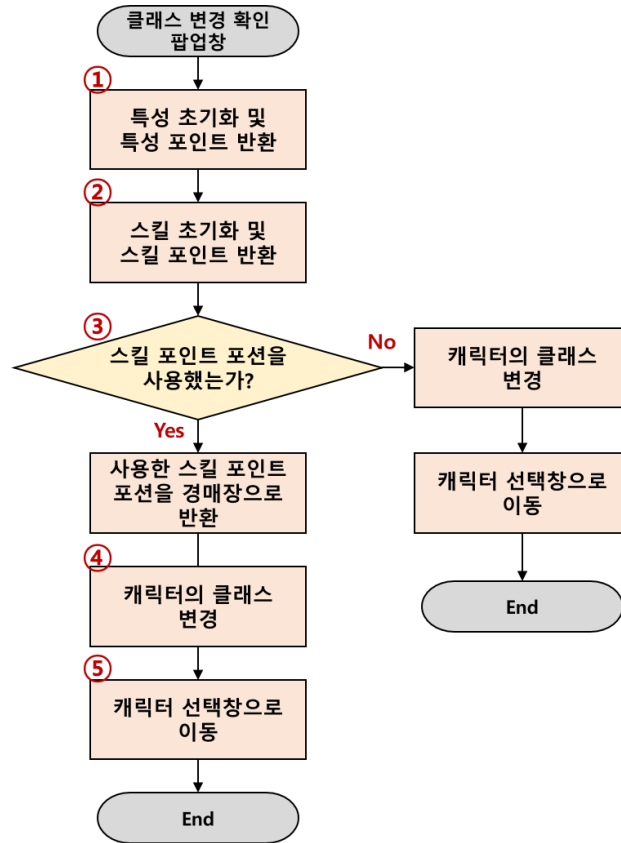 클래스 변경 확인
팝업창
①
특성 초기화 및
특성 포인트 반환
②
스킬 초기화 및
스킬 포인트 반환
③
스킬 포인트 포션을
사용했는가?
No
캐릭터의 클래스
변경
캐릭터 선택창으로
이동
End
Yes
사용한 스킬 포인트
포션을 경매장으로
반환
④
캐릭터의 클래스
변경
⑤
캐릭터 선택창으로
이동
End